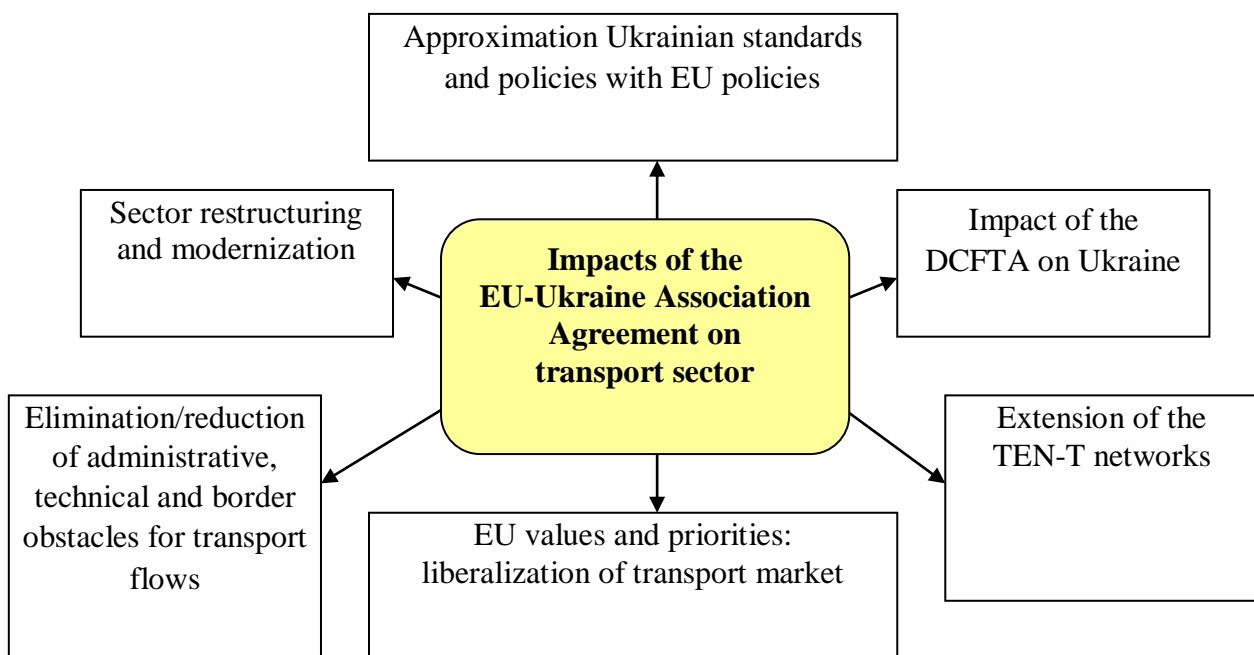 Approximation Ukrainian standards
and policies with EU policies
Sector restructuring
and modernization
Impacts of the
EU-Ukraine Association
Agreement on
transport sector
Impact of the
DCFTA on Ukraine
Elimination/reduction
of administrative,
technical and border
obstacles for transport
flows
EU values and priorities:
liberalization of transport market
Extension of the
TEN-T networks